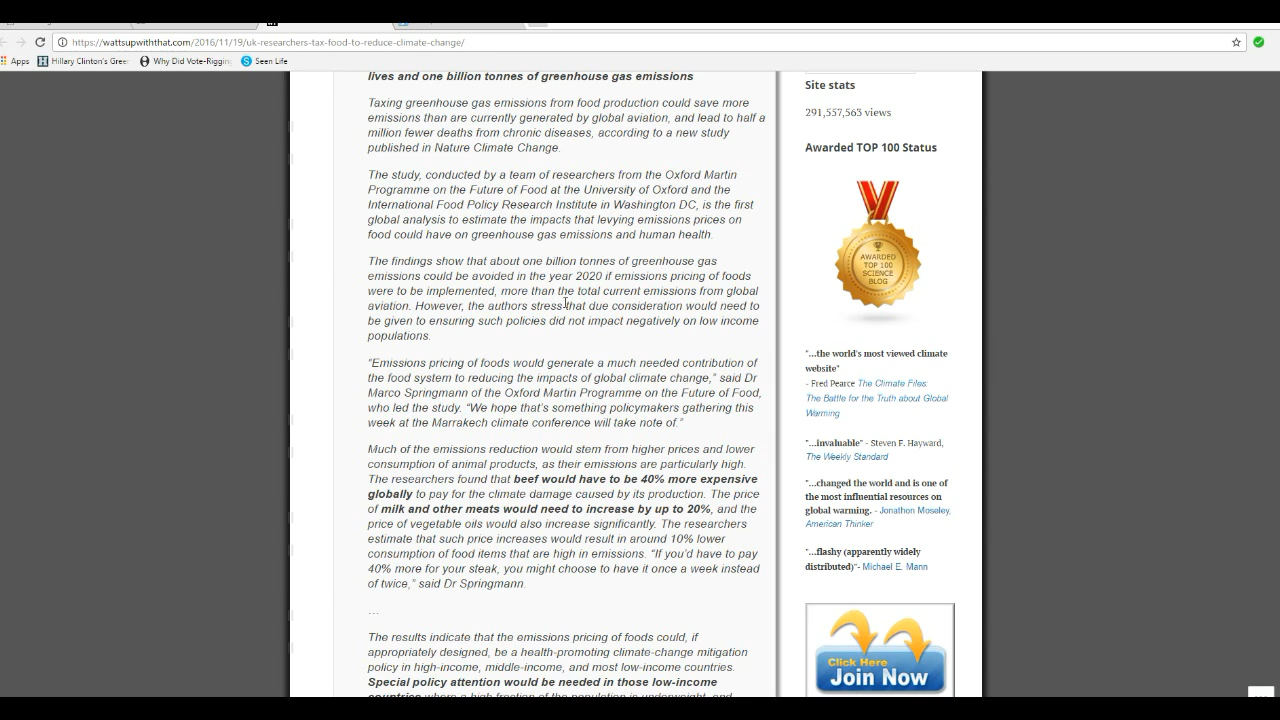 https://wattsupwiththat.com/2016/11/19/uk-researchers-tax-food-to-reduce-climate-change/
Apps
Hillary Clinton's Green
Why Did Vote-Rigging
Seen Life
lives and one billion tonnes of greenhouse gas emissions
Taxing greenhouse gas emissions from food production could save more
emissions than are currently generated by global aviation, and lead to half a
million fewer deaths from chronic diseases, according to a new study
published in Nature Climate Change.
The study, conducted by a team of researchers from the Oxford Martin
Programme on the Future of Food at the University of Oxford and the
International Food Policy Research Institute in Washington DC, is the first
global analysis to estimate the impacts that levying emissions prices on
food could have on greenhouse gas emissions and human health.
The findings show that about one billion tonnes of greenhouse gas
emissions could be avoided in the year 2020 if emissions pricing of foods
were to be implemented, more than the total current emissions from global
aviation. However, the authors stress that due consideration would need to
be given to ensuring such policies did not impact negatively on low income
populations.
“Emissions pricing of foods would generate a much needed contribution of
the food system to reducing the impacts of global climate change,” said Dr
Marco Springmann of the Oxford Martin Programme on the Future of Food,
who led the study. “We hope that’s something policymakers gathering this
week at the Marrakech climate conference will take note of.”
Much of the emissions reduction would stem from higher prices and lower
consumption of animal products, as their emissions are particularly high.
The researchers found that beef would have to be 40% more expensive
globally to pay for the climate damage caused by its production. The price
of milk and other meats would need to increase by up to 20%, and the
price of vegetable oils would also increase significantly. The researchers
estimate that such price increases would result in around 10% lower
consumption of food items that are high in emissions. “If you’d have to pay
40% more for your steak, you might choose to have it once a week instead
of twice,” said Dr Springmann.
…
The results indicate that the emissions pricing of foods could, if
appropriately designed, be a health-promoting climate-change mitigation
policy in high-income, middle-income, and most low-income countries.
Special policy attention would be needed in those low-income
countries where a high fraction of the population is underweight, and
Site stats
291,557,563 views
Awarded TOP 100 Status
AWARDED
TOP 100
SCIENCE
BLOG
"...the world's most viewed climate
website"
- Fred Pearce The Climate Files:
The Battle for the Truth about Global
Warming
"...invaluable" - Steven F. Hayward,
The Weekly Standard
"...changed the world and is one of
the most influential resources on
global warming. - Jonathon Moseley,
American Thinker
"...flashy (apparently widely
distributed)"- Michael E. Mann
Click Here
Join Now